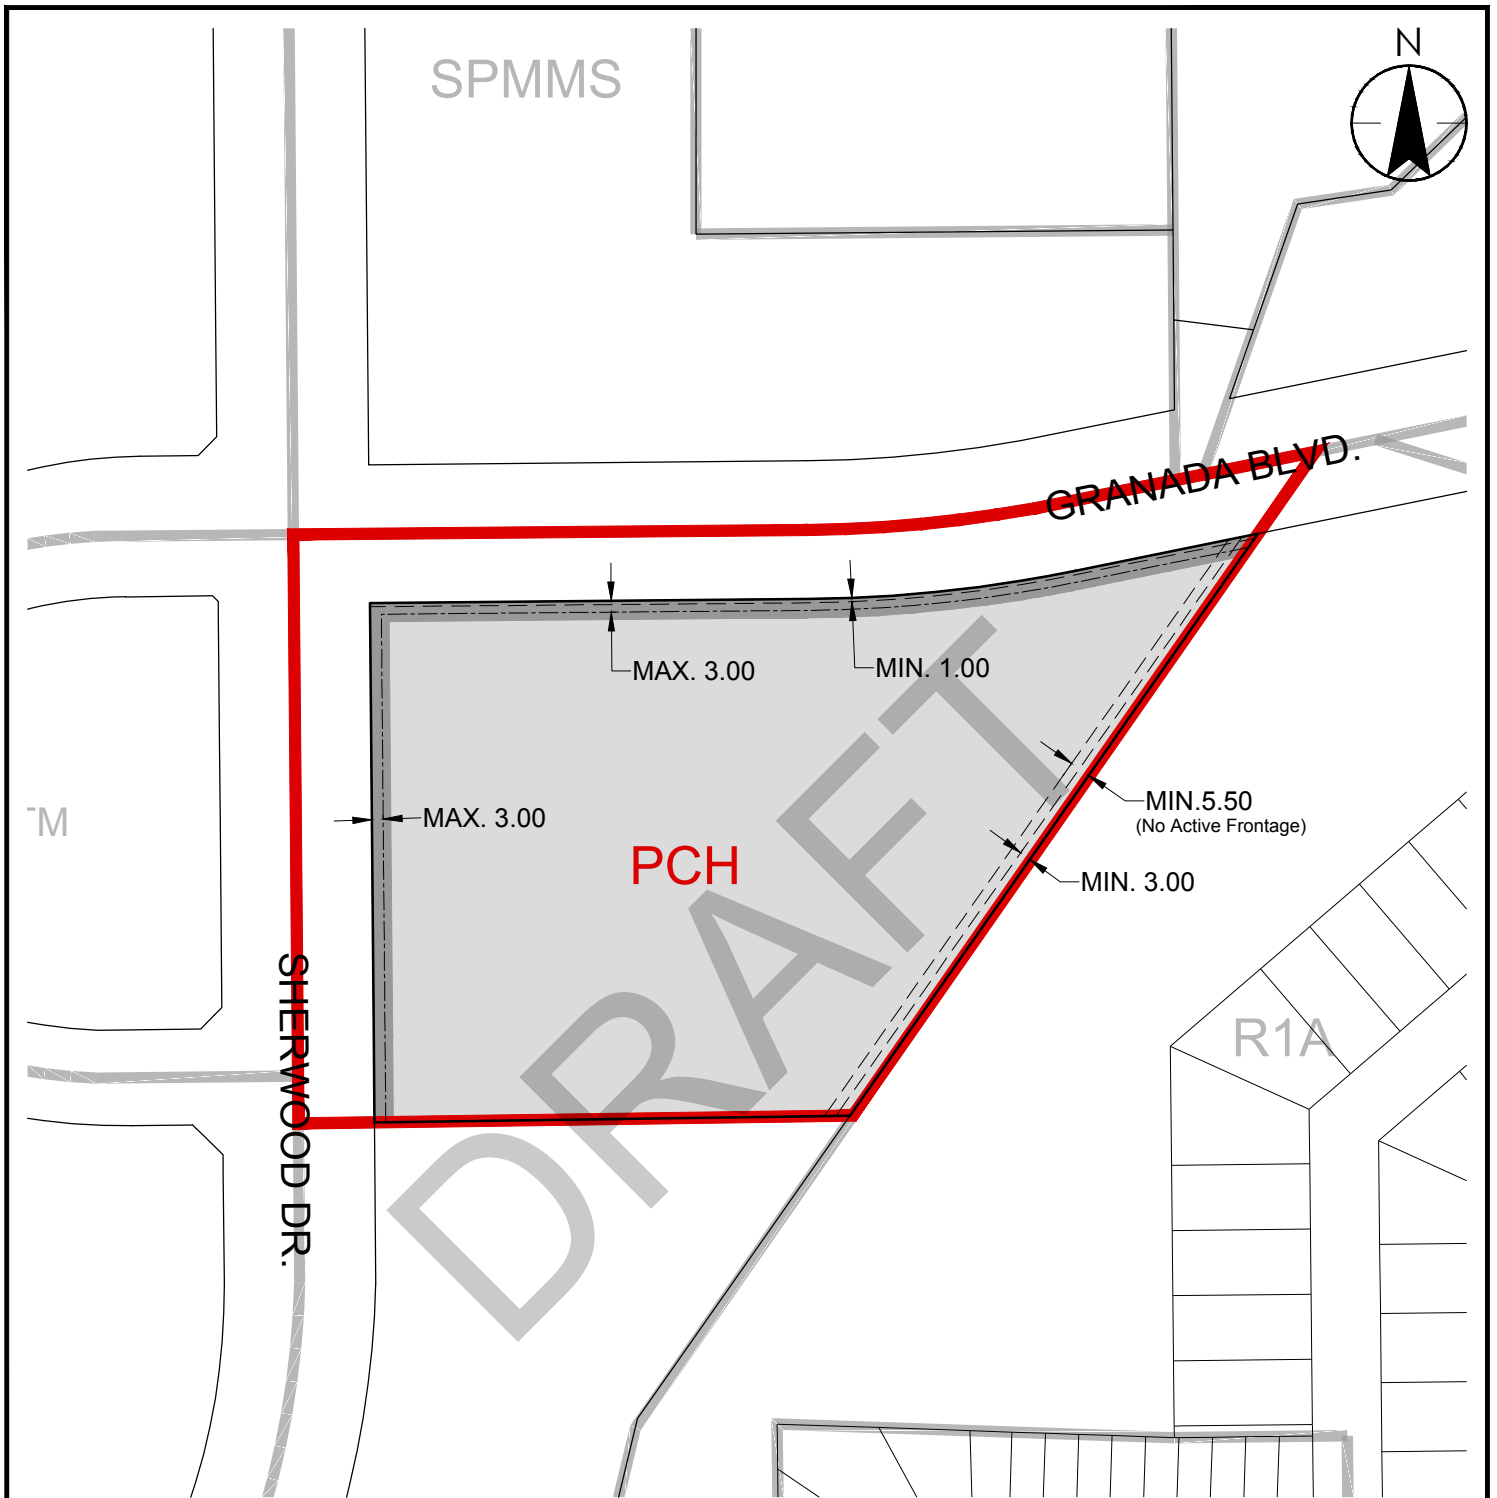 N
SPMMS
GRANADA BLVD.
MAX. 3.00
MIN. 1.00
MIN.5.50
(No Active Frontage)
MAX. 3.00
TM
PCH
MIN. 3.00
SHERWOOD DR.
R1A
DRAFT